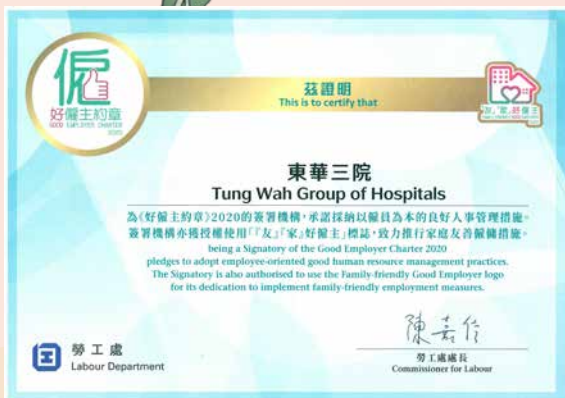 僱
好僱主約章
GOOD EMPLOYER CHARTER
2020
茲證明
This is to certify that
東華三院
Tung Wah Group of Hospitals
為《好僱主約章》2020的簽署機構，承諾採納以僱員為本的良好人事管理措施。
簽署機構亦獲授權使用「『友』『家』好僱主」標誌，致力推行家庭友善僱傭措施。
being a Signatory of the Good Employer Charter 2020
pledges to adopt employee-oriented good human resource management practices.
The Signatory is also authorised to use the Family-friendly Good Employer logo
for its dedication to implement family-friendly employment measures.
陳嘉信
勞工處
Labour Department
勞工處處長
Commissioner for Labour